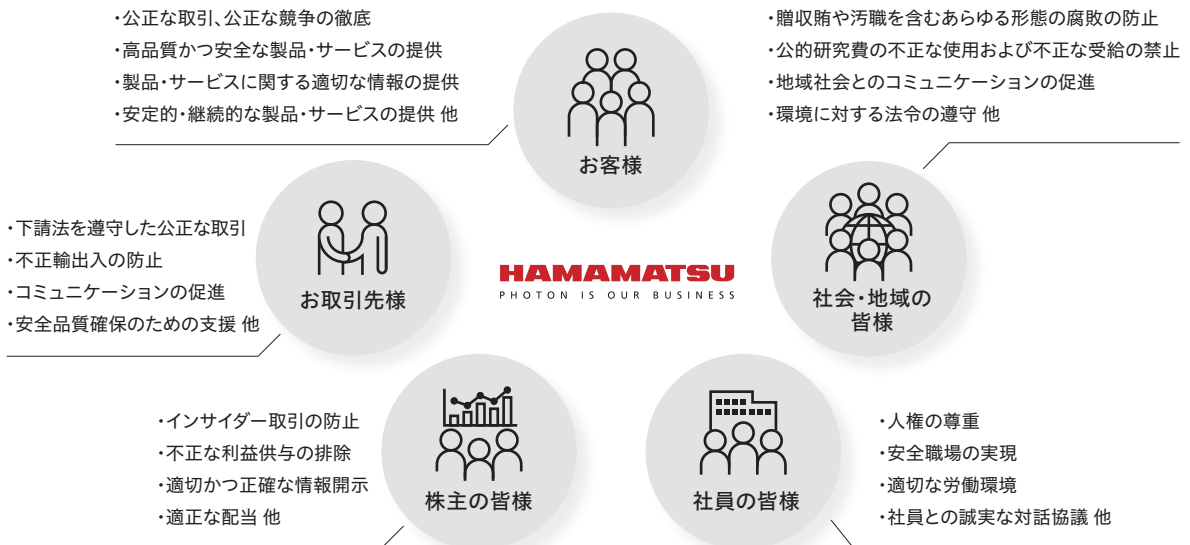 ・公正な取引、公正な競争の徹底
・高品質かつ安全な製品・サービスの提供
・製品・サービスに関する適切な情報の提供
・安定的・継続的な製品・サービスの提供 他
お客様
・贈収賄や汚職を含むあらゆる形態の腐敗の防止
・公的研究費の不正な使用および不正な受給の禁止
・地域社会とのコミュニケーションの促進
・環境に対する法令の遵守 他
社会・地域の
皆様
・下請法を遵守した公正な取引
・不正輸出入の防止
・コミュニケーションの促進
・安全品質確保のための支援 他
お取引先様
HAMAMATSU
PHOTON IS OUR BUSINESS
・インサイダー取引の防止
・不正な利益供与の排除
・適切かつ正確な情報開示
・適正な配当 他
株主の皆様
社員の皆様
・人権の尊重
・安全職場の実現
・適切な労働環境
・社員との誠実な対話協議 他